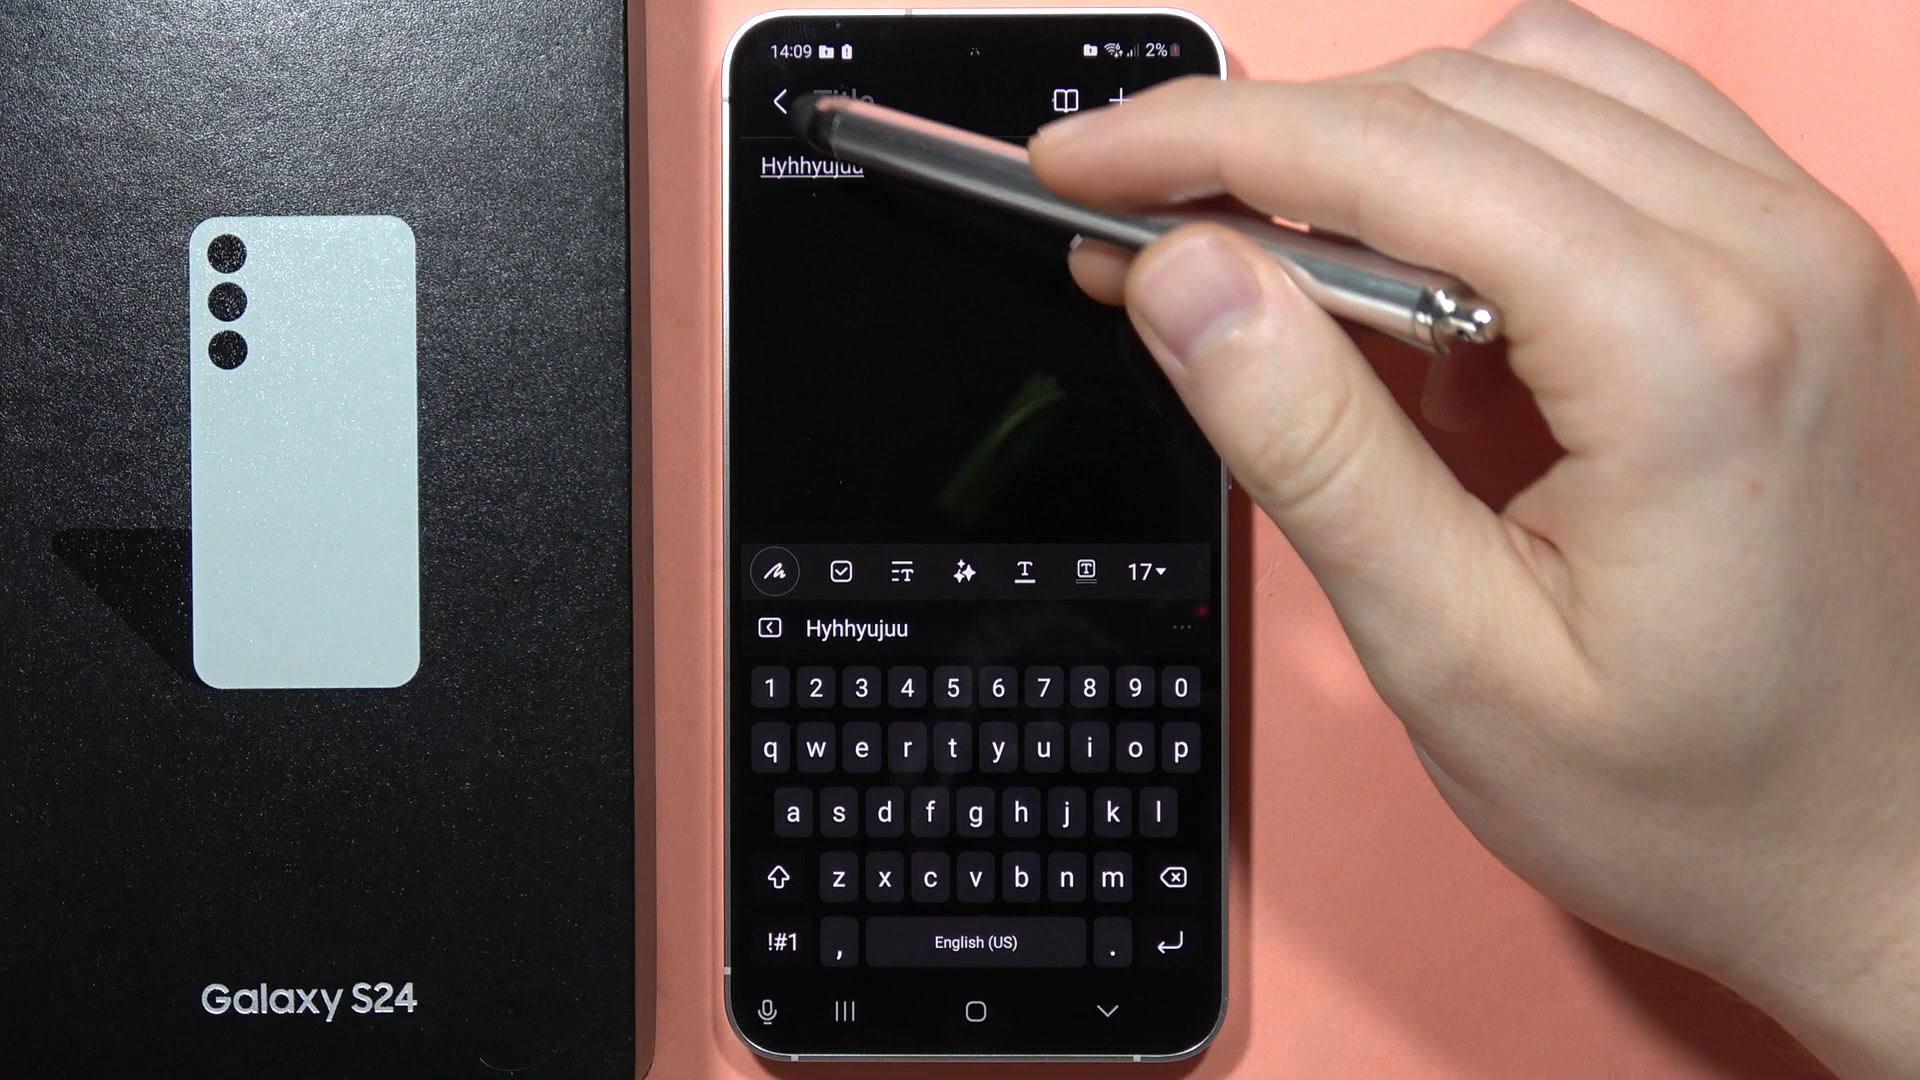 14:09 2%
Title
Hyhhyujuu
17
Hyhhyujuu
1 2 3 4 5 6 7 8 9 0
q w e r t y u i o p
a s d f g h j k l
z x c v b n m
!#1 , English (US) .
Galaxy S24